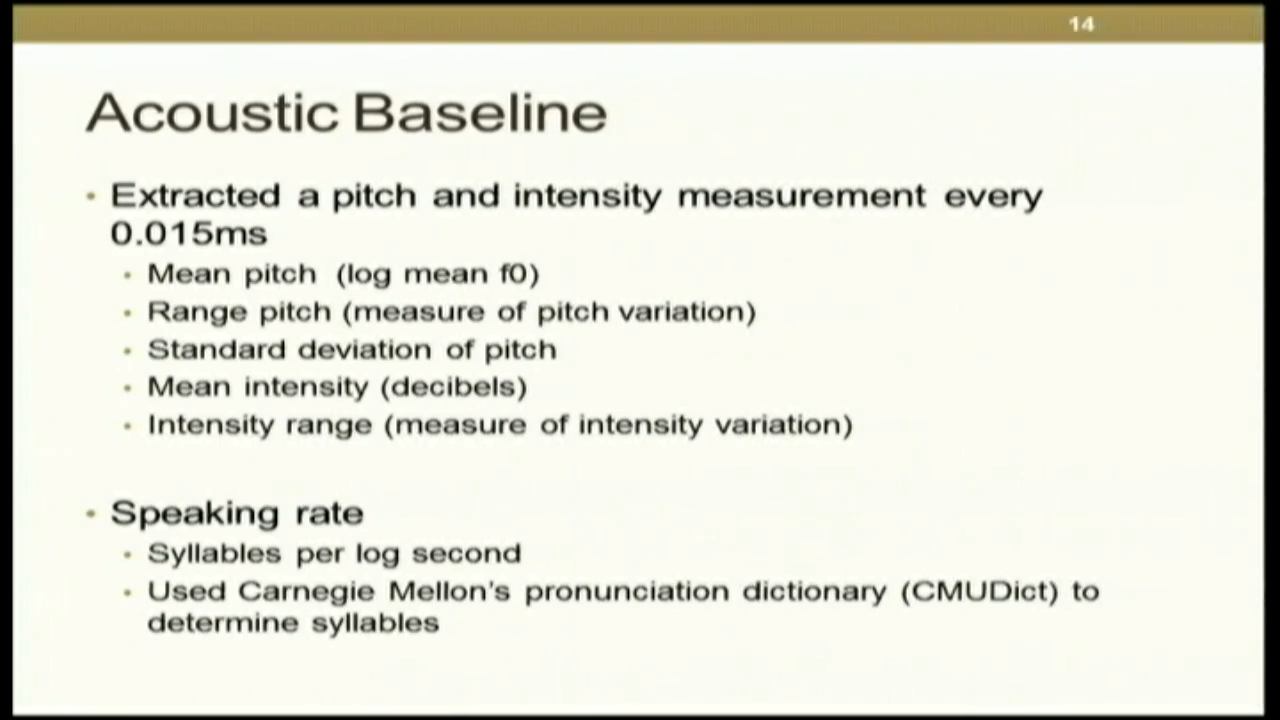 14
Acoustic Baseline
• Extracted a pitch and intensity measurement every
0.015ms
• Mean pitch (log mean f0)
• Range pitch (measure of pitch variation)
• Standard deviation of pitch
• Mean intensity (decibels)
• Intensity range (measure of intensity variation)
• Speaking rate
• Syllables per log second
• Used Carnegie Mellon's pronunciation dictionary (CMUDict) to
determine syllables